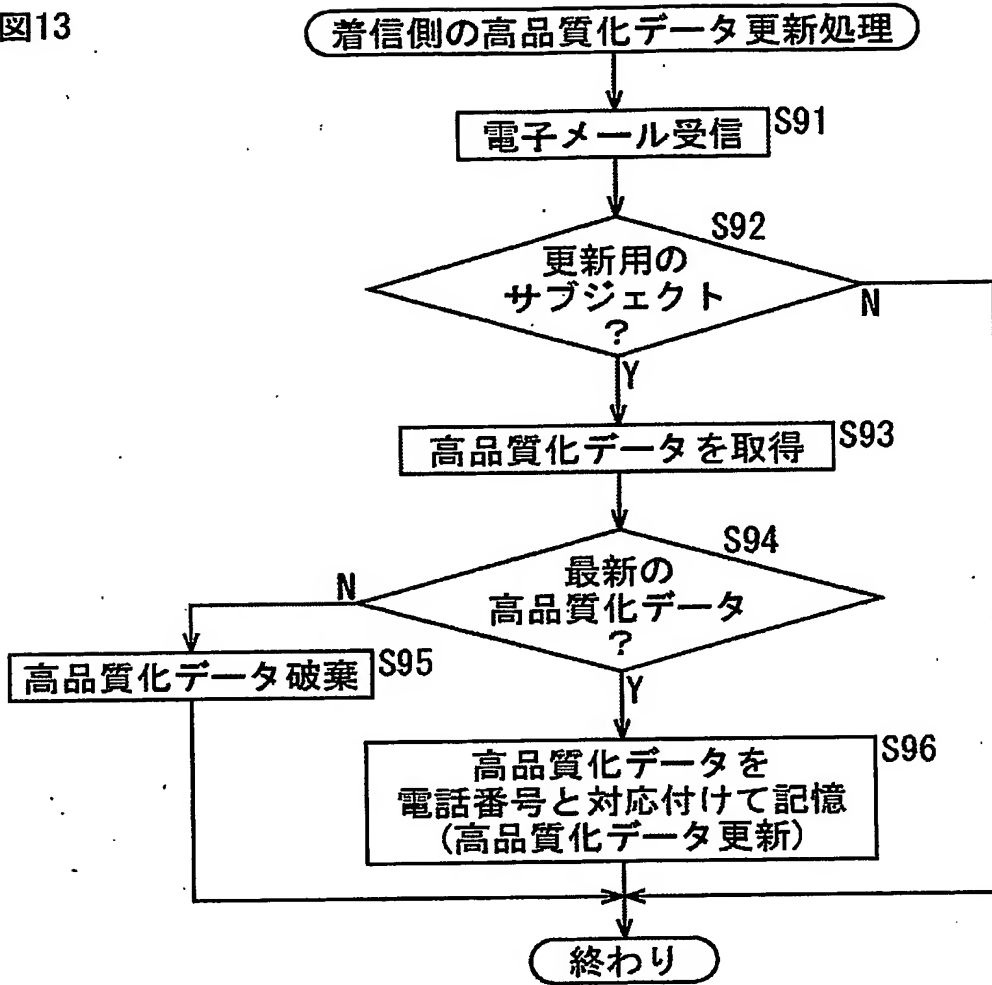 図13
着信側の高品質化データ更新処理
電子メール受信
S91
S92
更新用の
サブジェクト
?
N
Y
高品質化データを取得
S93
S94
最新の
高品質化データ
?
N
Y
高品質化データ破棄
S95
高品質化データを
電話番号と対応付けて記憶
(高品質化データ更新)
S96
終わり